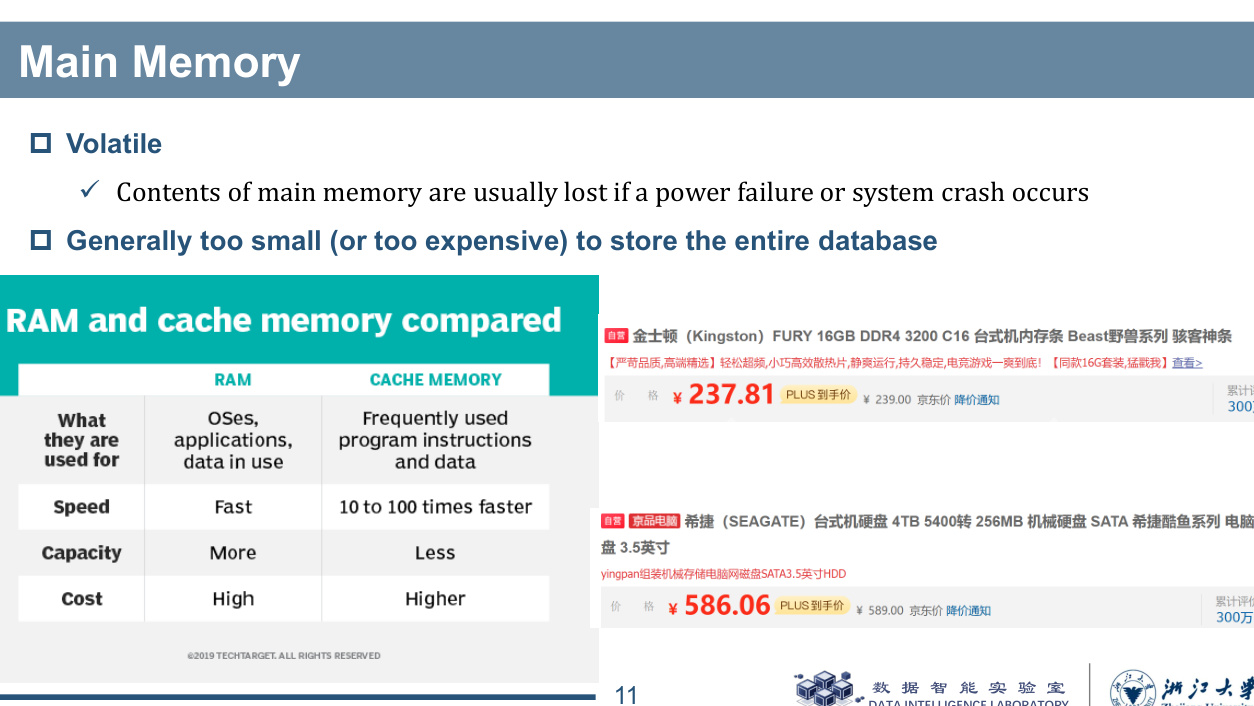 Main Memory
Volatile
Contents of main memory are usually lost if a power failure or system crash occurs
Generally too small (or too expensive) to store the entire database
RAM and cache memory compared
RAM CACHE MEMORY
What they are used for
OSes, applications, data in use
Frequently used program instructions and data
Speed Fast 10 to 100 times faster
Capacity More Less
Cost High Higher
©2019 TECHTARGET. ALL RIGHTS RESERVED
自营 金士顿（Kingston）FURY 16GB DDR4 3200 C16 台式机内存条 Beast野兽系列 骇客神条
【严苛品质,高端精选】轻松超频,小巧高效散热片,静爽运行,持久稳定,电竞游戏一爽到底！【同款16G套装,猛戳我】查看>
价 格 ¥ 237.81 PLUS到手价 ¥ 239.00 京东价 降价通知
累计评
300万
自营 京品电脑 希捷（SEAGATE）台式机硬盘 4TB 5400转 256MB 机械硬盘 SATA 希捷酷鱼系列 电脑
盘 3.5英寸
yingpan组装机械存储电脑网磁盘SATA3.5英寸HDD
价 格 ¥ 586.06 PLUS到手价 ¥ 589.00 京东价 降价通知
累计评价
300万
11
数据智能实验室
DATA INTELLIGENCE LABORATORY
浙江大学
Zhejiang University